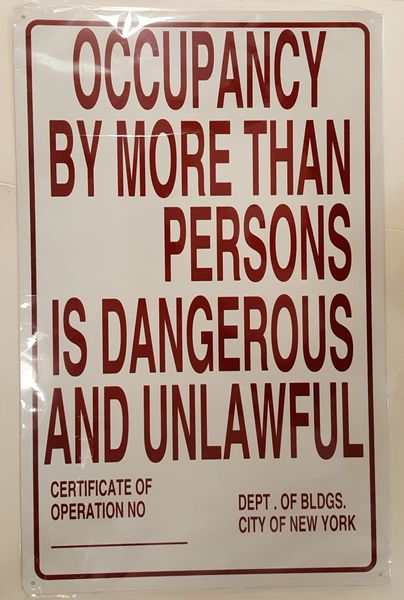 OCCUPANCY
BY MORE THAN
PERSONS
IS DANGEROUS
AND UNLAWFUL
CERTIFICATE OF
OPERATION NO
DEPT . OF BLDGS.
CITY OF NEW YORK